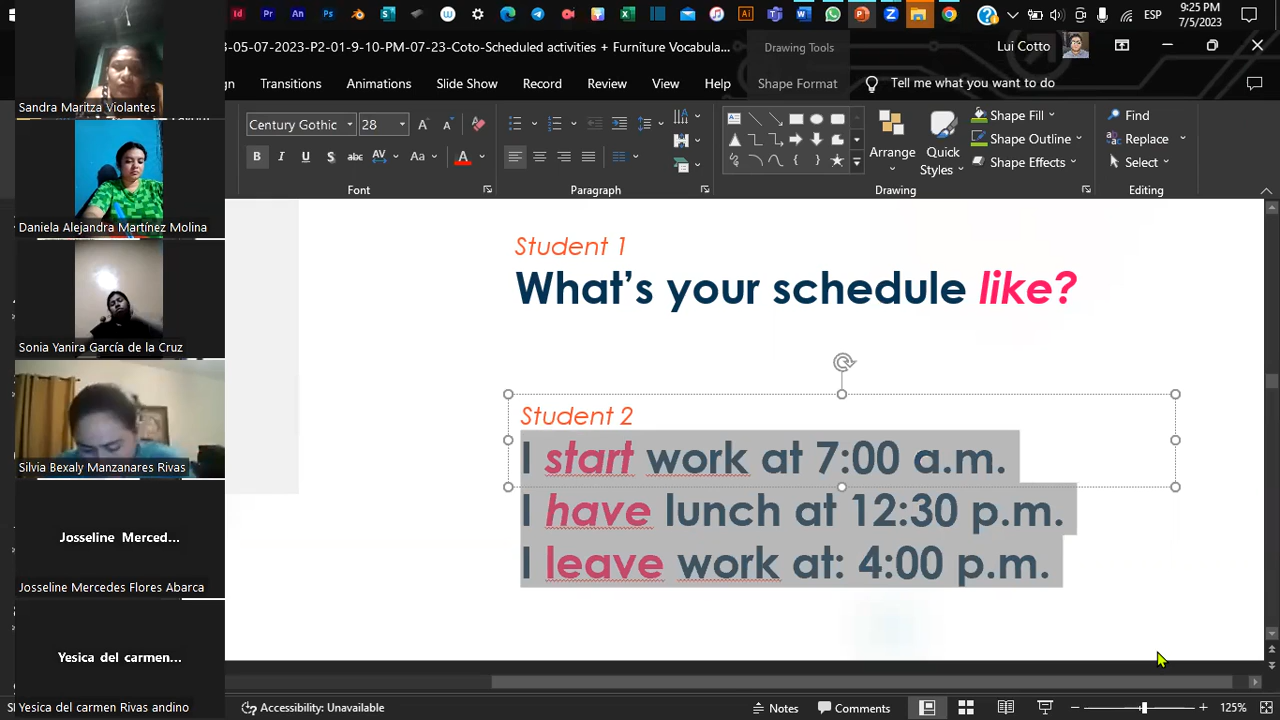 9:25 PM
ESP
7/5/2023
3-05-07-2023-P2-01-9-10-PM-07-23-Coto-Scheduled activities + Furniture Vocabula...
Drawing Tools
Lui Cotto
Transitions
Animations
Slide Show
Record
Review
View
Help
Shape Format
Tell me what you want to do
Century Gothic
28
Font
Paragraph
Arrange
Quick Styles
Shape Fill
Shape Outline
Shape Effects
Drawing
Find
Replace
Select
Editing
Sandra Maritza Violantes
Daniela Alejandra Martínez Molina
Sonia Yanira García de la Cruz
Silvia Bexaly Manzanares Rivas
Josseline Merced...
Josseline Mercedes Flores Abarca
Yesica del carmen...
Yesica del carmen Rivas andino
Student 1
What's your schedule like?
Student 2
I start work at 7:00 a.m.
I have lunch at 12:30 p.m.
I leave work at: 4:00 p.m.
Accessibility: Unavailable
Notes
Comments
125%